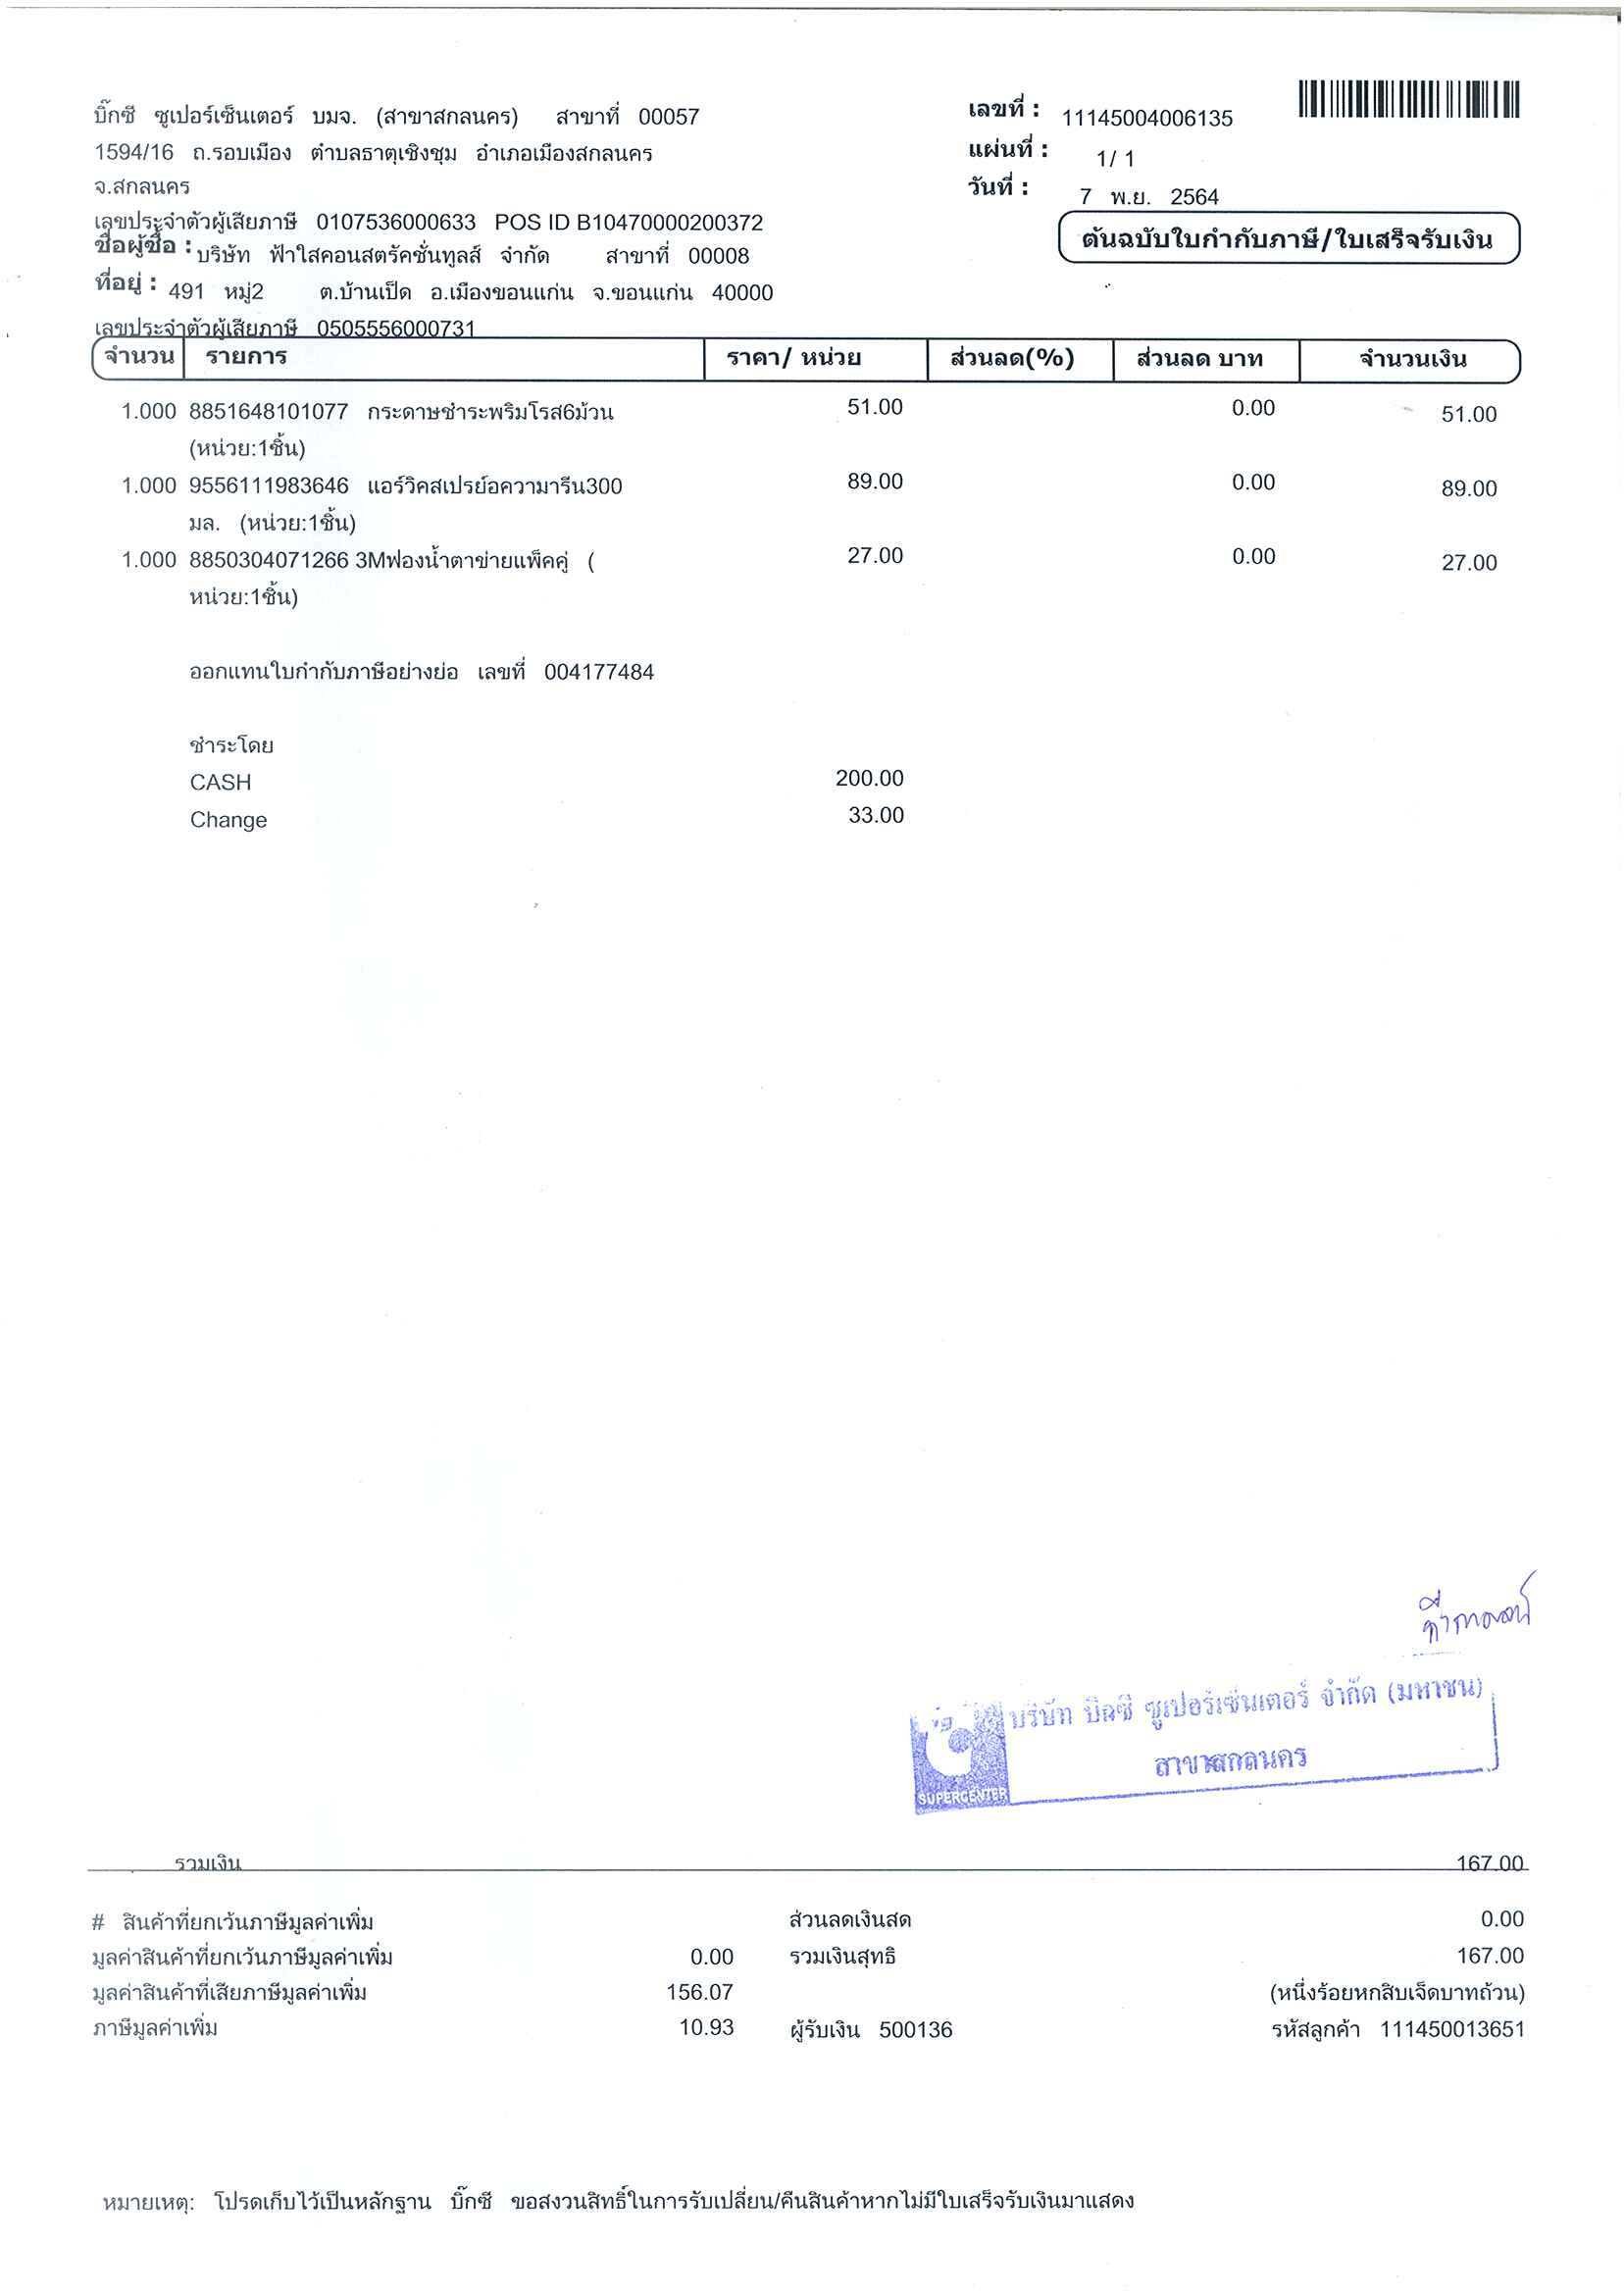 บิ๊กซี ซูเปอร์เซ็นเตอร์ บมจ. (สาขาสกลนคร) สาขาที่ 00057
1594/16 ถ.รอบเมือง ตำบลธาตุเชิงชุม อำเภอเมืองสกลนคร
จ.สกลนคร
เลขประจำตัวผู้เสียภาษี 0107536000633 POS ID B10470000200372
ชื่อผู้ซื้อ : บริษัท ฟ้าใสคอนสตรัคชั่นทูลส์ จำกัด สาขาที่ 00008
ที่อยู่ : 491 หมู่2 ต.บ้านเป็ด อ.เมืองขอนแก่น จ.ขอนแก่น 40000
เลขประจำตัวผู้เสียภาษี 0505556000731
เลขที่ : 11145004006135
แผ่นที่ : 1/ 1
วันที่ : 7 พ.ย. 2564
ต้นฉบับใบกำกับภาษี/ใบเสร็จรับเงิน
จำนวน รายการ ราคา/ หน่วย ส่วนลด(%) ส่วนลด บาท จำนวนเงิน
1.000 8851648101077 กระดาษชำระพริมโรส6ม้วน 51.00 0.00 51.00
(หน่วย:1ชิ้น)
1.000 9556111983646 แอร์วิคสเปรย์อความารีน300 89.00 0.00 89.00
มล. (หน่วย:1ชิ้น)
1.000 8850304071266 3Mฟองน้ำตาข่ายแพ็คคู่ ( 27.00 0.00 27.00
หน่วย:1ชิ้น)
ออกแทนใบกำกับภาษีอย่างย่อ เลขที่ 004177484
ชำระโดย
CASH 200.00
Change 33.00
บริษัท บิ๊กซี ซูเปอร์เซ็นเตอร์ จำกัด (มหาชน)
สาขาสกลนคร
SUPERCENTER
รวมเงิน 167.00
# สินค้าที่ยกเว้นภาษีมูลค่าเพิ่ม ส่วนลดเงินสด 0.00
มูลค่าสินค้าที่ยกเว้นภาษีมูลค่าเพิ่ม 0.00 รวมเงินสุทธิ 167.00
มูลค่าสินค้าที่เสียภาษีมูลค่าเพิ่ม 156.07 (หนึ่งร้อยหกสิบเจ็ดบาทถ้วน)
ภาษีมูลค่าเพิ่ม 10.93 ผู้รับเงิน 500136 รหัสลูกค้า 111450013651
หมายเหตุ: โปรดเก็บไว้เป็นหลักฐาน บิ๊กซี ขอสงวนสิทธิ์ในการรับเปลี่ยน/คืนสินค้าหากไม่มีใบเสร็จรับเงินมาแสดง